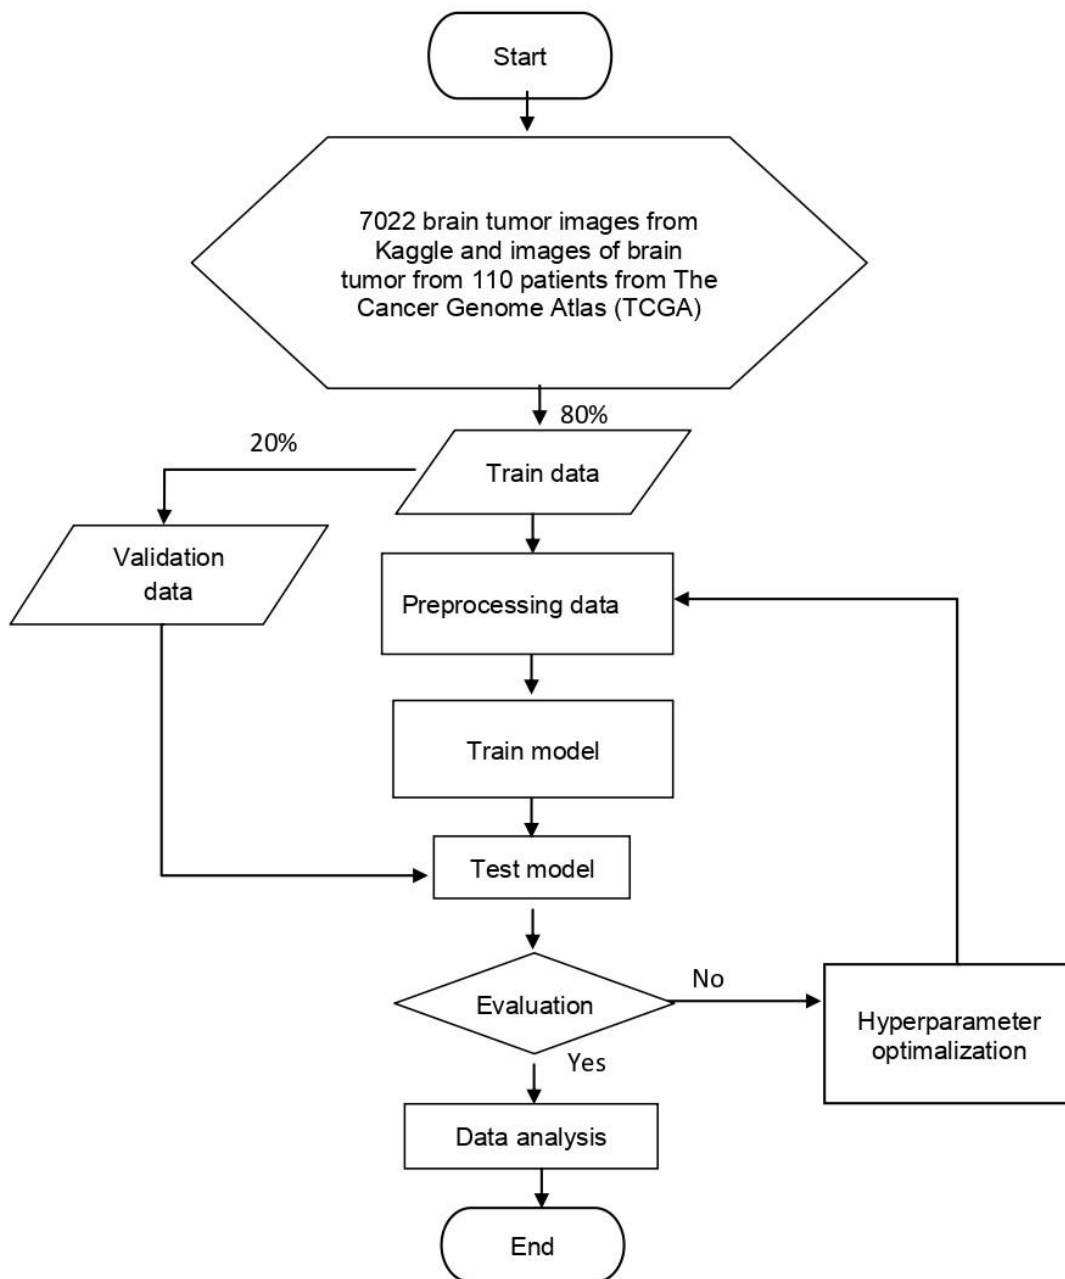 Start
7022 brain tumor images from
Kaggle and images of brain
tumor from 110 patients from The
Cancer Genome Atlas (TCGA)
80%
20%
Train data
Validation
data
Preprocessing data
Train model
Test model
Evaluation
No
Hyperparameter
optimalization
Yes
Data analysis
End